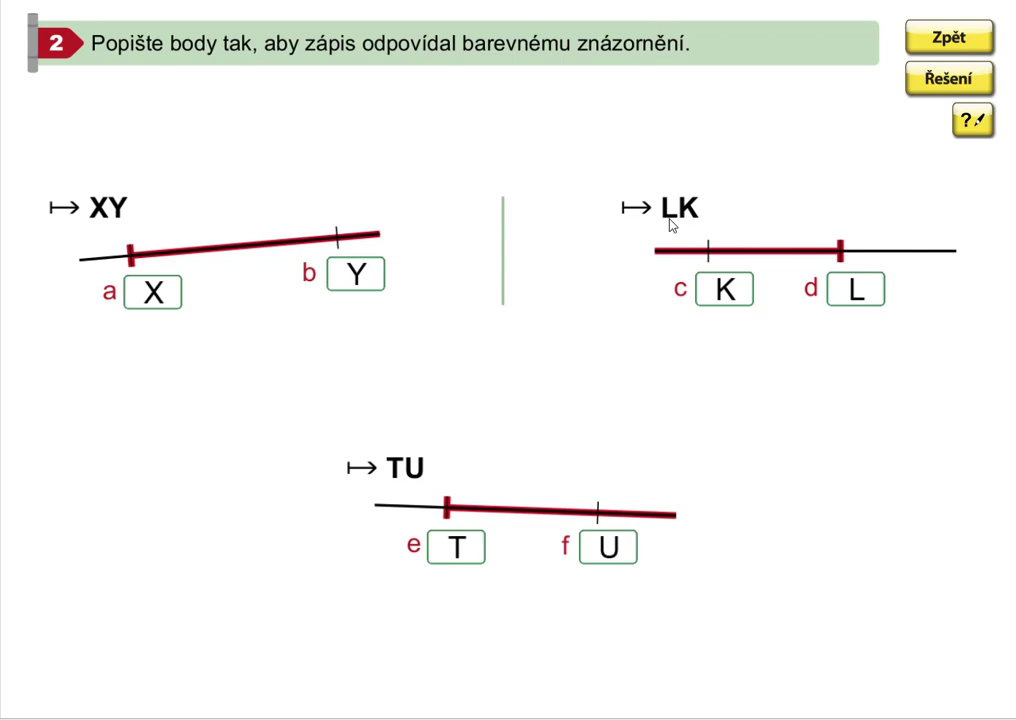 2 Popište body tak, aby zápis odpovídal barevnému znázornění.
Zpět
Řešení
?
↦ XY
a X
b Y
↦ LK
c K
d L
↦ TU
e T
f U